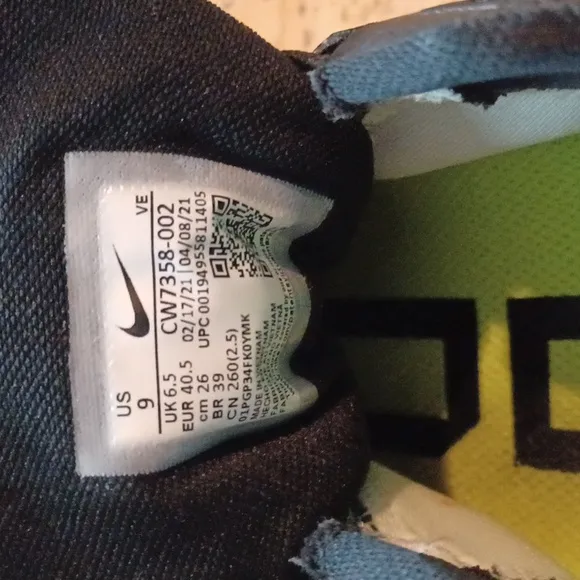 US
9
VE
UK 6.5
EUR 40.5
cm 26
BR 39
CN 260(2.5)
CW7358-002
02/17/21 | 04/08/21
UPC 00194955811405
01PGP34FK0YMK
MADE IN VIETNAM